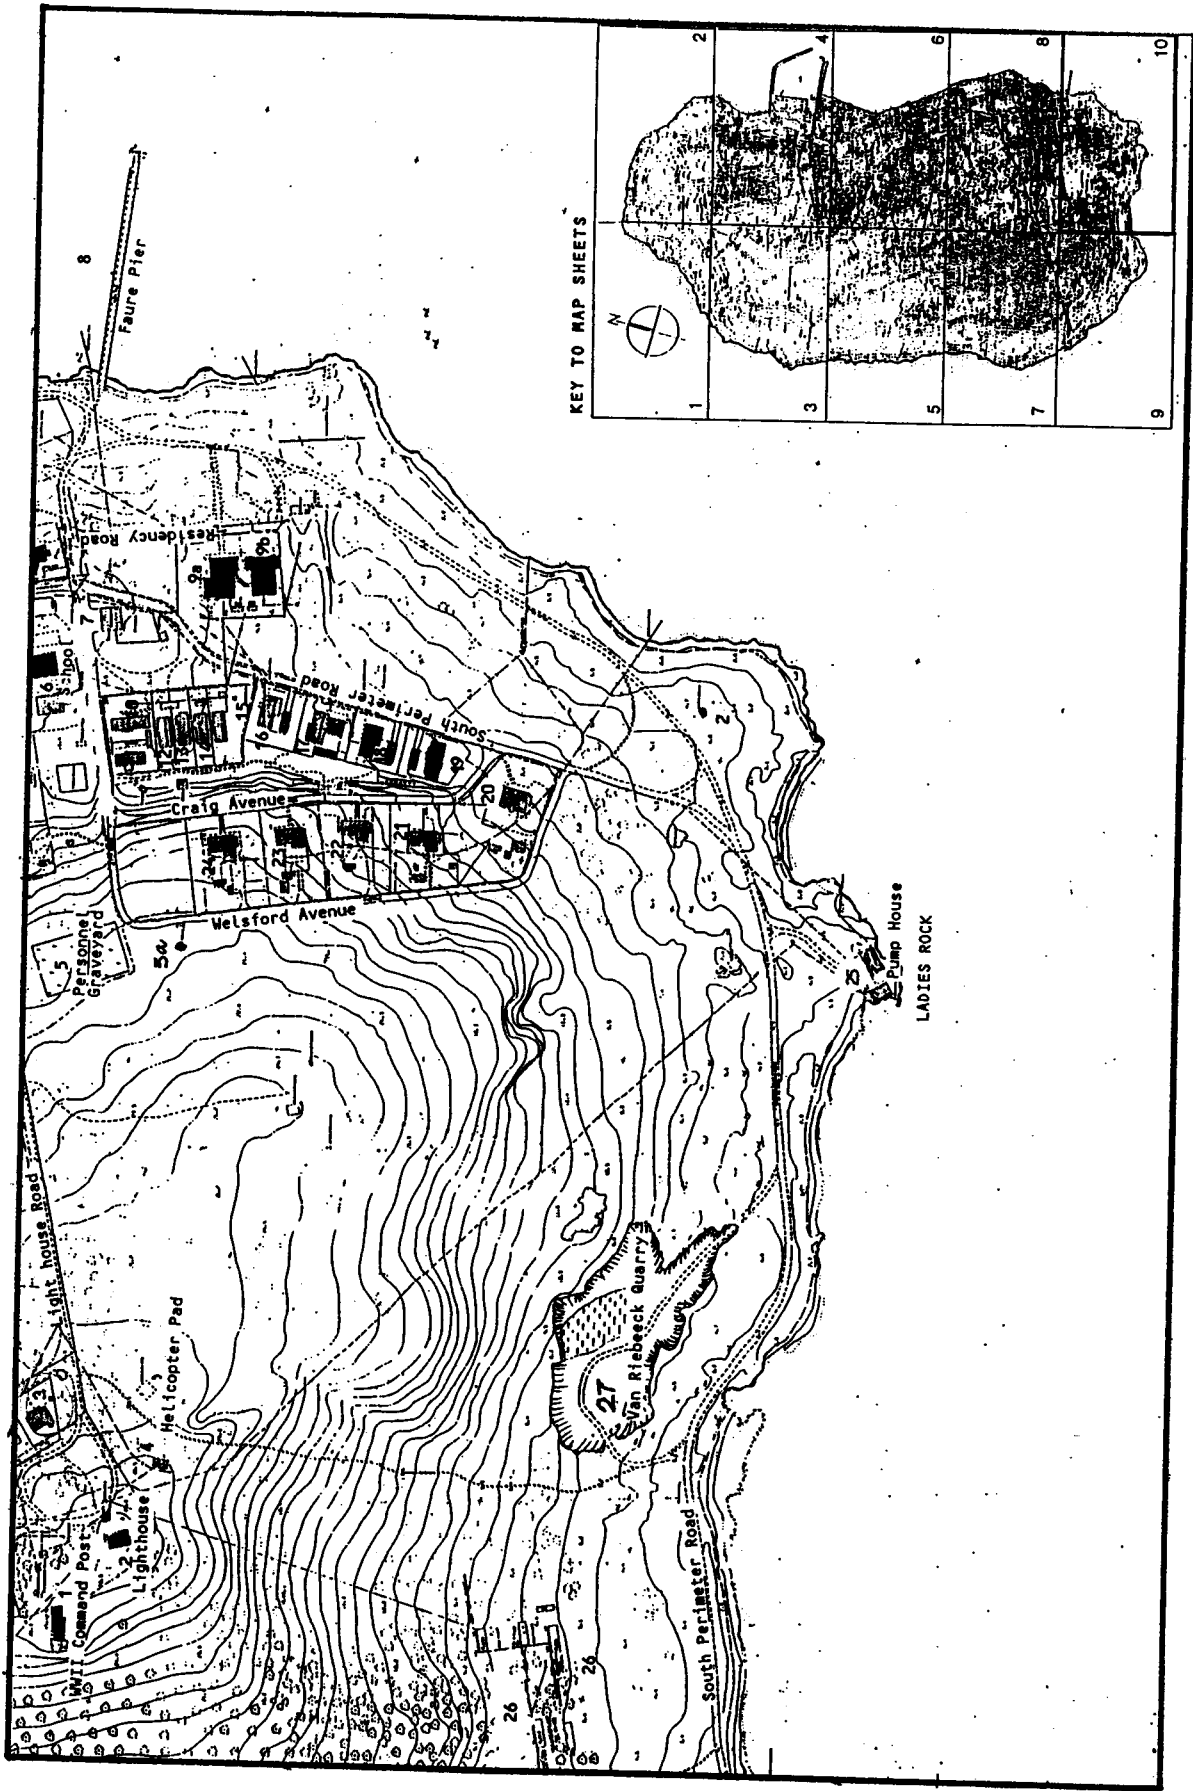 8
Faure Pier
KEY TO MAP SHEETS
N
1
2
3
4
5
6
7
8
9
10
Residency Road
9a
9b
7
6
School
South Perimeter Road
15
16
19
20
Craig Avenue
24
23
22
21
Welsford Avenue
5
Personnel
Graveyard
5a
2
25
Pump House
LADIES ROCK
Light house Road
3
Helicopter Pad
4
Lighthouse
2
WWII Command Post
1
27
Van Riebeeck Quarry
South Perimeter Road
26
26